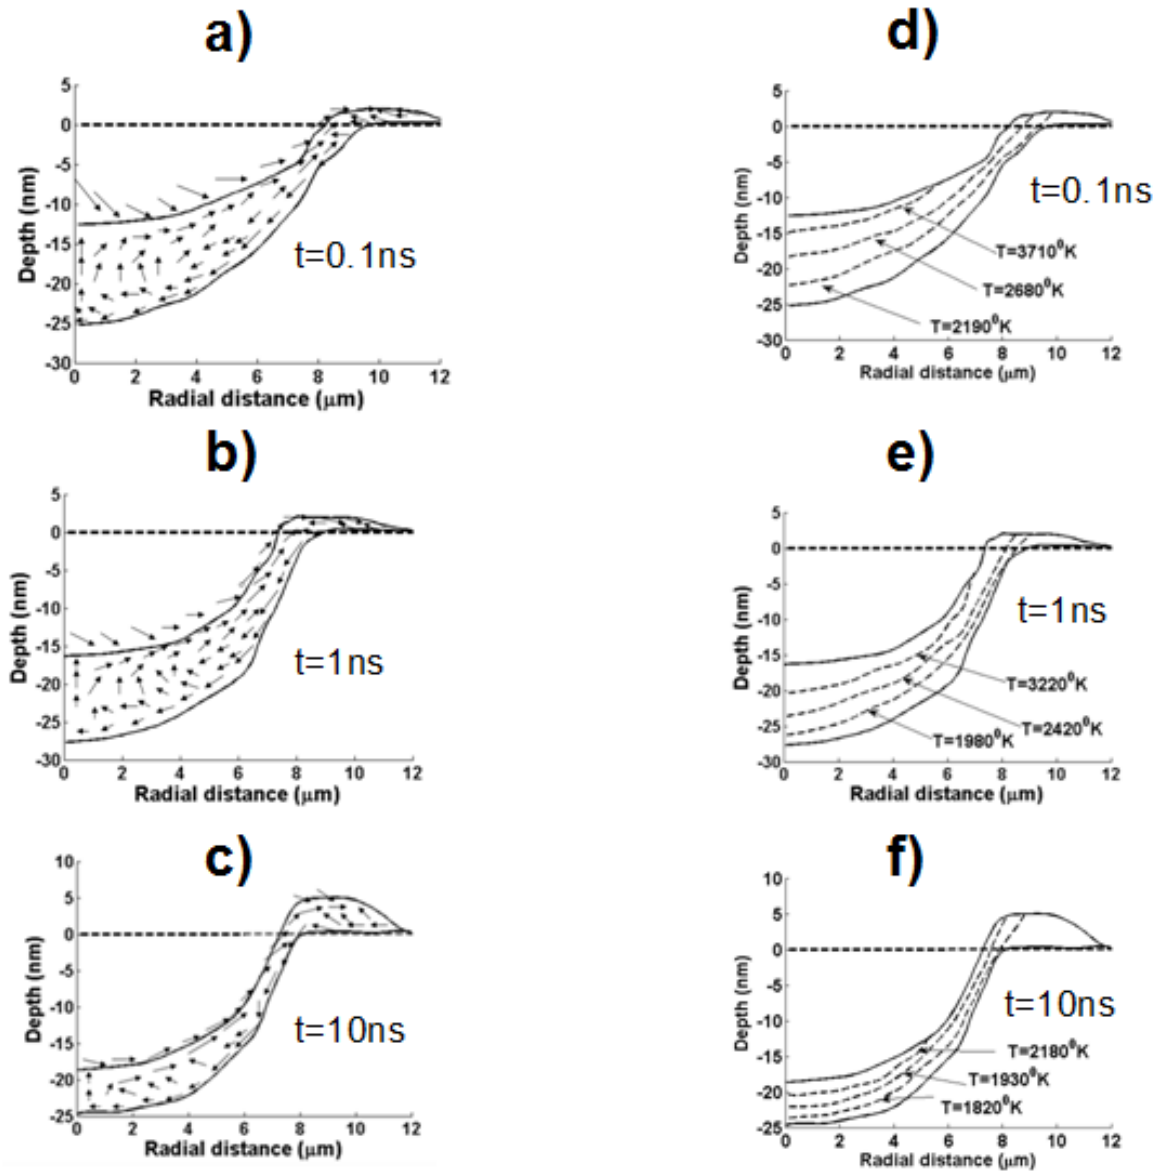 a)
5
0
-5
-10
-15
-20
-25
-30
Depth (nm)
t=0.1ns
0 2 4 6 8 10 12
Radial distance (μm)
d)
5
0
-5
-10
-15
-20
-25
-30
Depth (nm)
t=0.1ns
T=3710⁰K
T=2680⁰K
T=2190⁰K
0 2 4 6 8 10 12
Radial distance (μm)
b)
5
0
-5
-10
-15
-20
-25
-30
Depth (nm)
t=1ns
0 2 4 6 8 10 12
Radial distance (μm)
e)
5
0
-5
-10
-15
-20
-25
-30
Depth (nm)
t=1ns
T=3220⁰K
T=2420⁰K
T=1980⁰K
0 2 4 6 8 10 12
Radial distance (μm)
c)
10
5
0
-5
-10
-15
-20
-25
Depth (nm)
t=10ns
0 2 4 6 8 10 12
Radial distance (μm)
f)
10
5
0
-5
-10
-15
-20
-25
Depth (nm)
t=10ns
T=2180⁰K
T=1930⁰K
T=1820⁰K
0 2 4 6 8 10 12
Radial distance (μm)